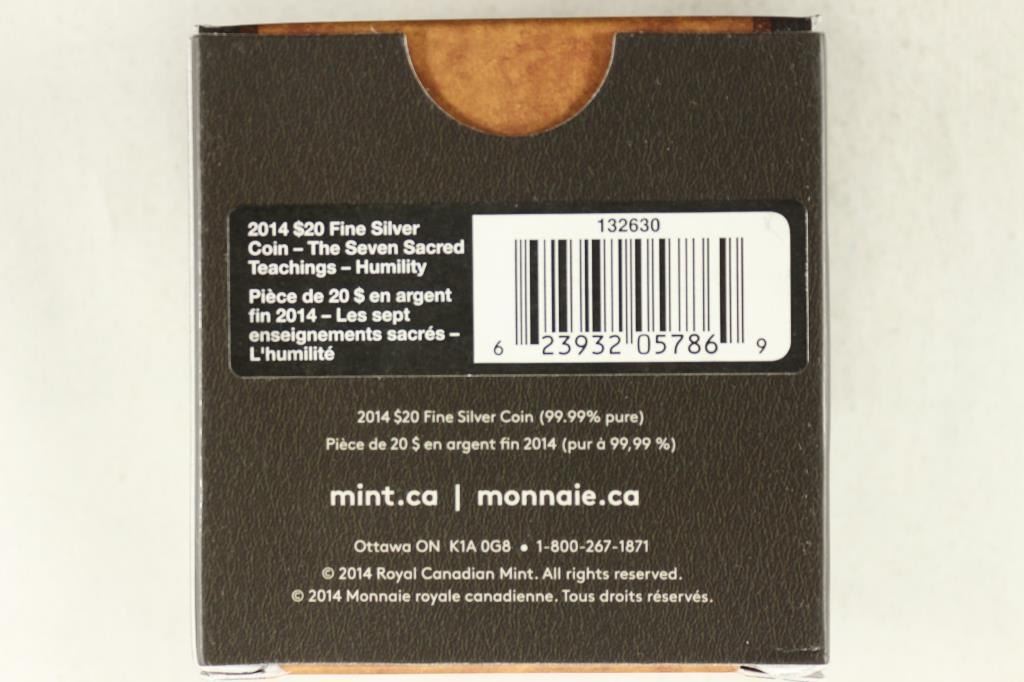 2014 $20 Fine Silver
Coin – The Seven Sacred
Teachings – Humility
Pièce de 20 $ en argent
fin 2014 – Les sept
enseignements sacrés –
L'humilité
132630
6 23932 05786 9
2014 $20 Fine Silver Coin (99.99% pure)
Pièce de 20 $ en argent fin 2014 (pur à 99,99 %)
mint.ca | monnaie.ca
Ottawa ON K1A 0G8 • 1-800-267-1871
© 2014 Royal Canadian Mint. All rights reserved.
© 2014 Monnaie royale canadienne. Tous droits réservés.